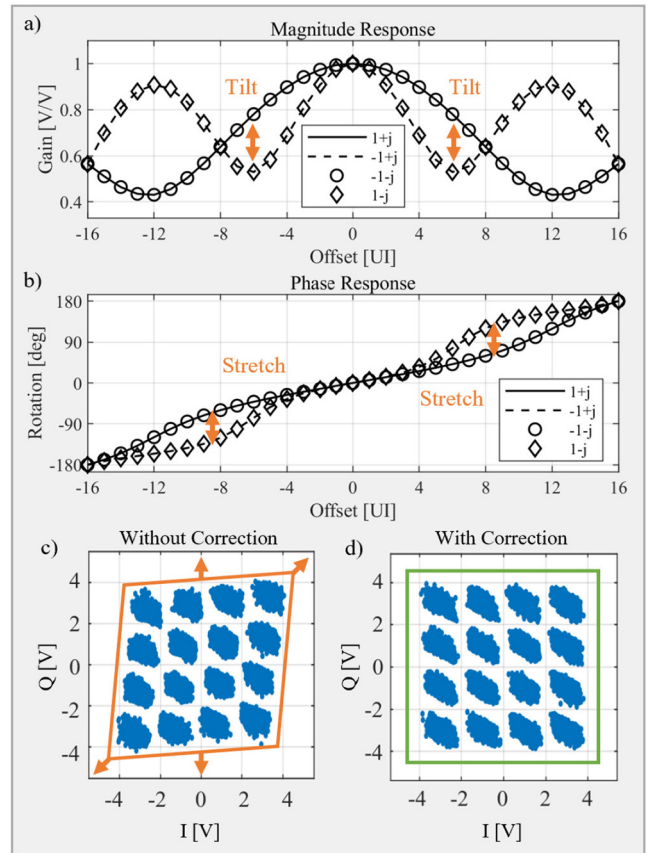 a)
Magnitude Response
Gain [V/V]
1
0.8
0.6
0.4
Tilt
Tilt
1+j
-1+j
-1-j
1-j
-16 -12 -8 -4 0 4 8 12 16
Offset [UI]
b)
Phase Response
Rotation [deg]
180
90
0
-90
-180
Stretch
Stretch
1+j
-1+j
-1-j
1-j
-16 -12 -8 -4 0 4 8 12 16
Offset [UI]
c)
Without Correction
Q [V]
4
2
0
-2
-4
-4 -2 0 2 4
I [V]
d)
With Correction
Q [V]
4
2
0
-2
-4
-4 -2 0 2 4
I [V]